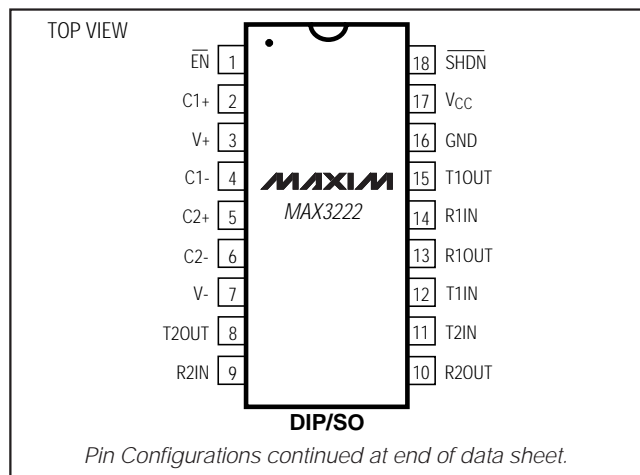 TOP VIEW
EN 1
C1+ 2
V+ 3
C1- 4
C2+ 5
C2- 6
V- 7
T2OUT 8
R2IN 9
18 SHDN
17 VCC
16 GND
15 T1OUT
14 R1IN
13 R1OUT
12 T1IN
11 T2IN
10 R2OUT
MAXIM
MAX3222
DIP/SO
Pin Configurations continued at end of data sheet.